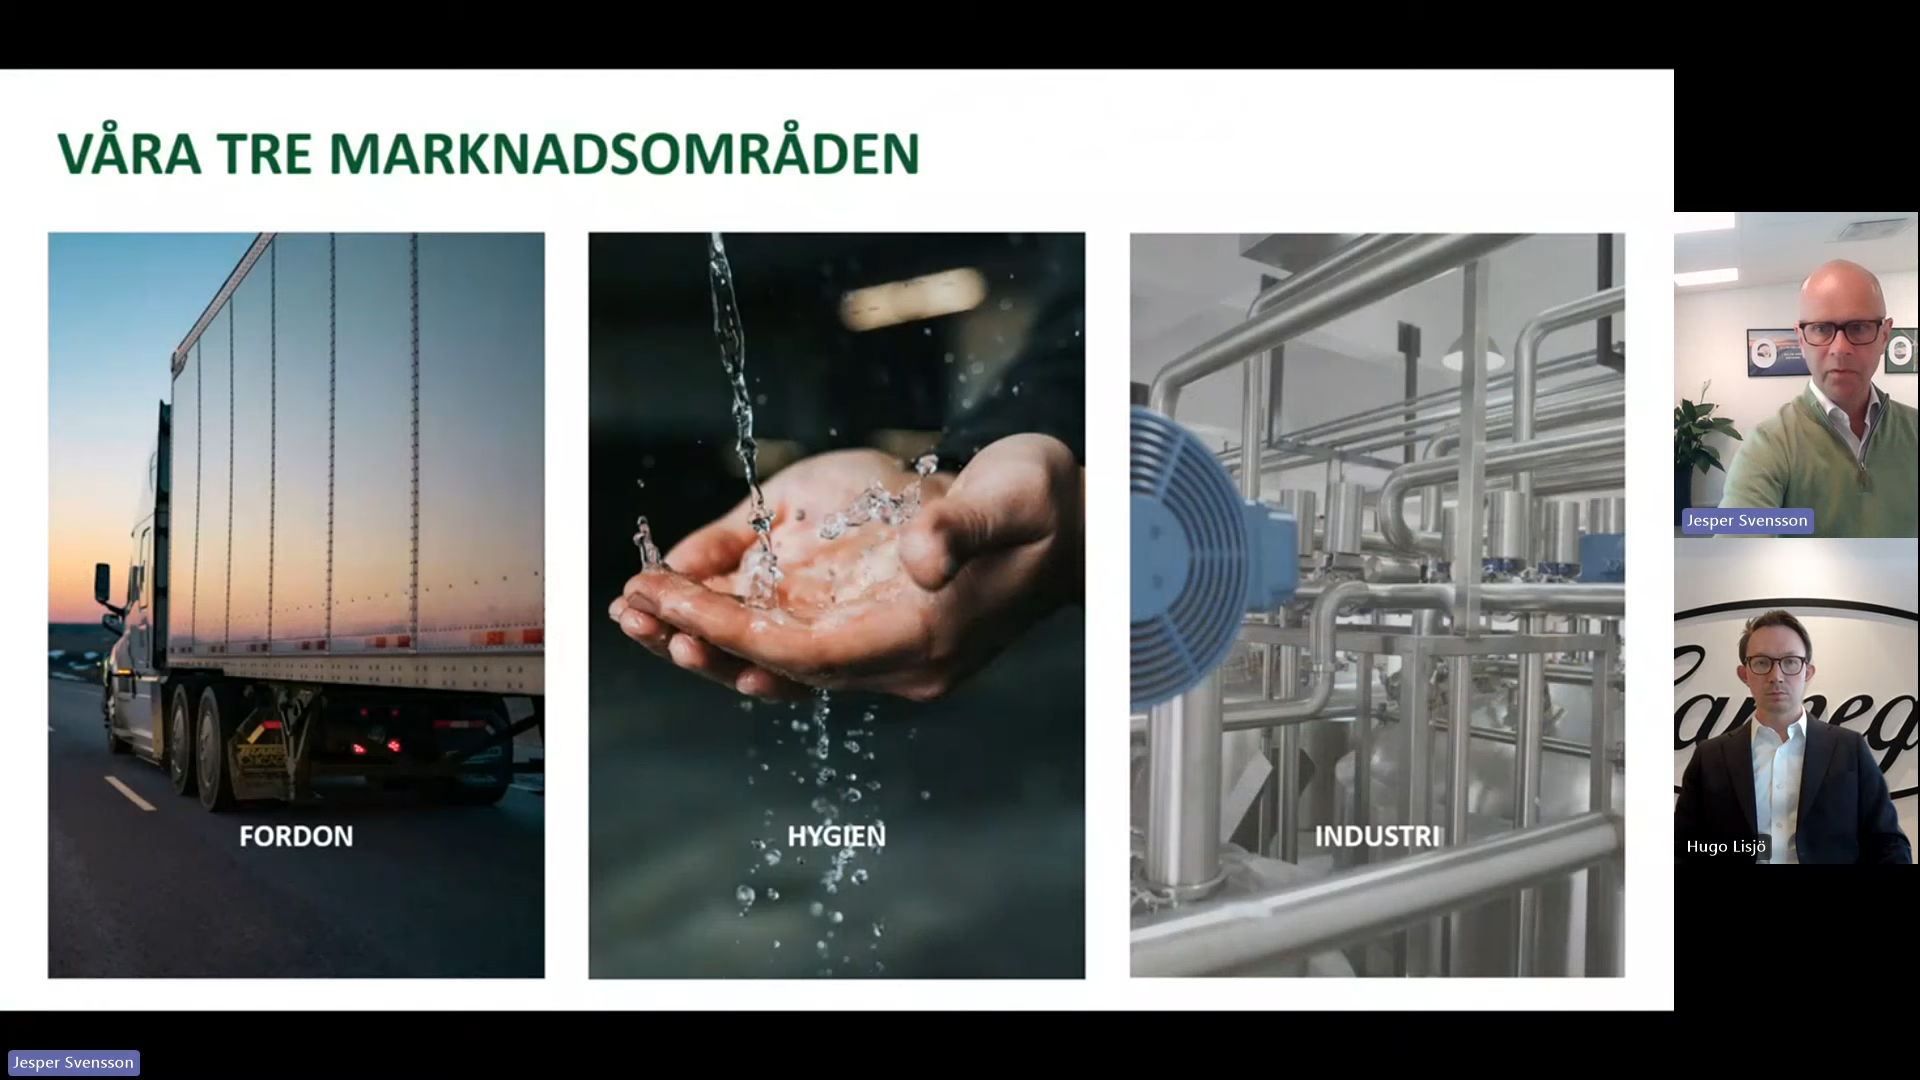 VÅRA TRE MARKNADSOMRÅDEN
FORDON
HYGIEN
INDUSTRI
Jesper Svensson
Hugo Lisjö
Jesper Svensson